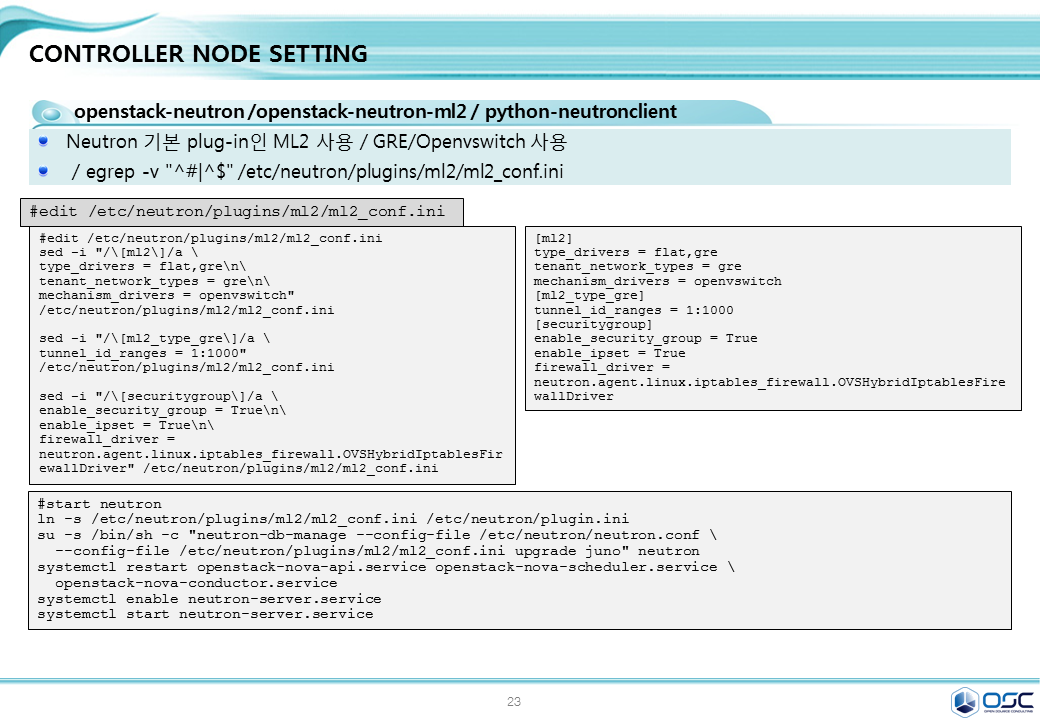 CONTROLLER NODE SETTING
openstack-neutron /openstack-neutron-ml2 / python-neutronclient
Neutron 기본 plug-in인 ML2 사용 / GRE/Openvswitch 사용
/ egrep -v "^#|^$" /etc/neutron/plugins/ml2/ml2_conf.ini
#edit /etc/neutron/plugins/ml2/ml2_conf.ini
#edit /etc/neutron/plugins/ml2/ml2_conf.ini
sed -i "/\[ml2\]/a \
type_drivers = flat,gre\n\
tenant_network_types = gre\n\
mechanism_drivers = openvswitch"
/etc/neutron/plugins/ml2/ml2_conf.ini
sed -i "/\[ml2_type_gre\]/a \
tunnel_id_ranges = 1:1000"
/etc/neutron/plugins/ml2/ml2_conf.ini
sed -i "/\[securitygroup\]/a \
enable_security_group = True\n\
enable_ipset = True\n\
firewall_driver =
neutron.agent.linux.iptables_firewall.OVSHybridIptablesFir
ewallDriver" /etc/neutron/plugins/ml2/ml2_conf.ini
[ml2]
type_drivers = flat,gre
tenant_network_types = gre
mechanism_drivers = openvswitch
[ml2_type_gre]
tunnel_id_ranges = 1:1000
[securitygroup]
enable_security_group = True
enable_ipset = True
firewall_driver =
neutron.agent.linux.iptables_firewall.OVSHybridIptablesFire
wallDriver
#start neutron
ln -s /etc/neutron/plugins/ml2/ml2_conf.ini /etc/neutron/plugin.ini
su -s /bin/sh -c "neutron-db-manage --config-file /etc/neutron/neutron.conf \
--config-file /etc/neutron/plugins/ml2/ml2_conf.ini upgrade juno" neutron
systemctl restart openstack-nova-api.service openstack-nova-scheduler.service \
openstack-nova-conductor.service
systemctl enable neutron-server.service
systemctl start neutron-server.service
23
OSC
OPEN SOURCE CONSULTING